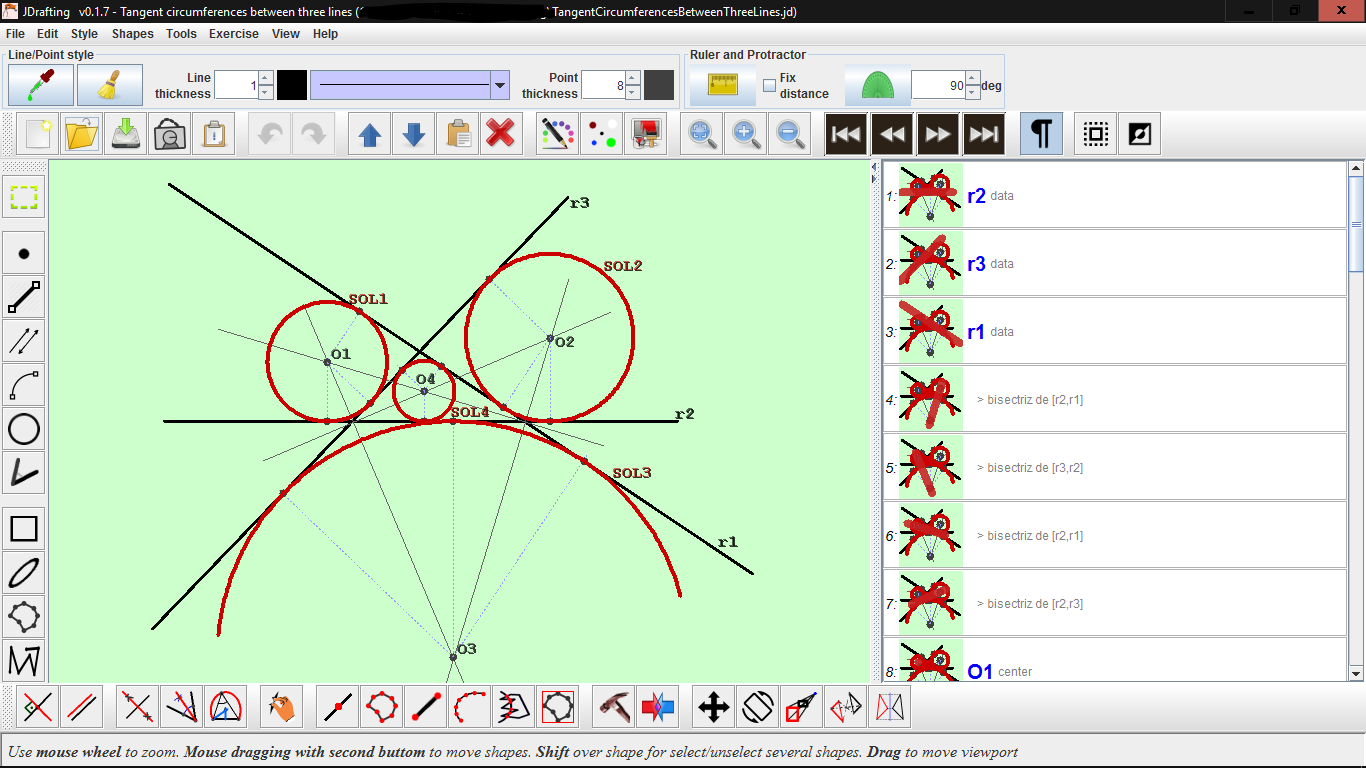 JDrafting v0.1.7 - Tangent circumferences between three lines (
TangentCircumferencesBetweenThreeLines.jd)
File Edit Style Shapes Tools Exercise View Help
Line/Point style
Ruler and Protractor
Line thickness 1
Point thickness 8
Fix distance
90 deg
r3
SOL2
SOL1
O1
O2
O4
SOL4
r2
SOL3
r1
O3
1: r2 data
2: r3 data
3: r1 data
4: > bisectriz de [r2,r1]
5: > bisectriz de [r3,r2]
6: > bisectriz de [r2,r1]
7: > bisectriz de [r2,r3]
8: O1 center
Use mouse wheel to zoom. Mouse dragging with second buttom to move shapes. Shift over shape for select/unselect several shapes. Drag to move viewport